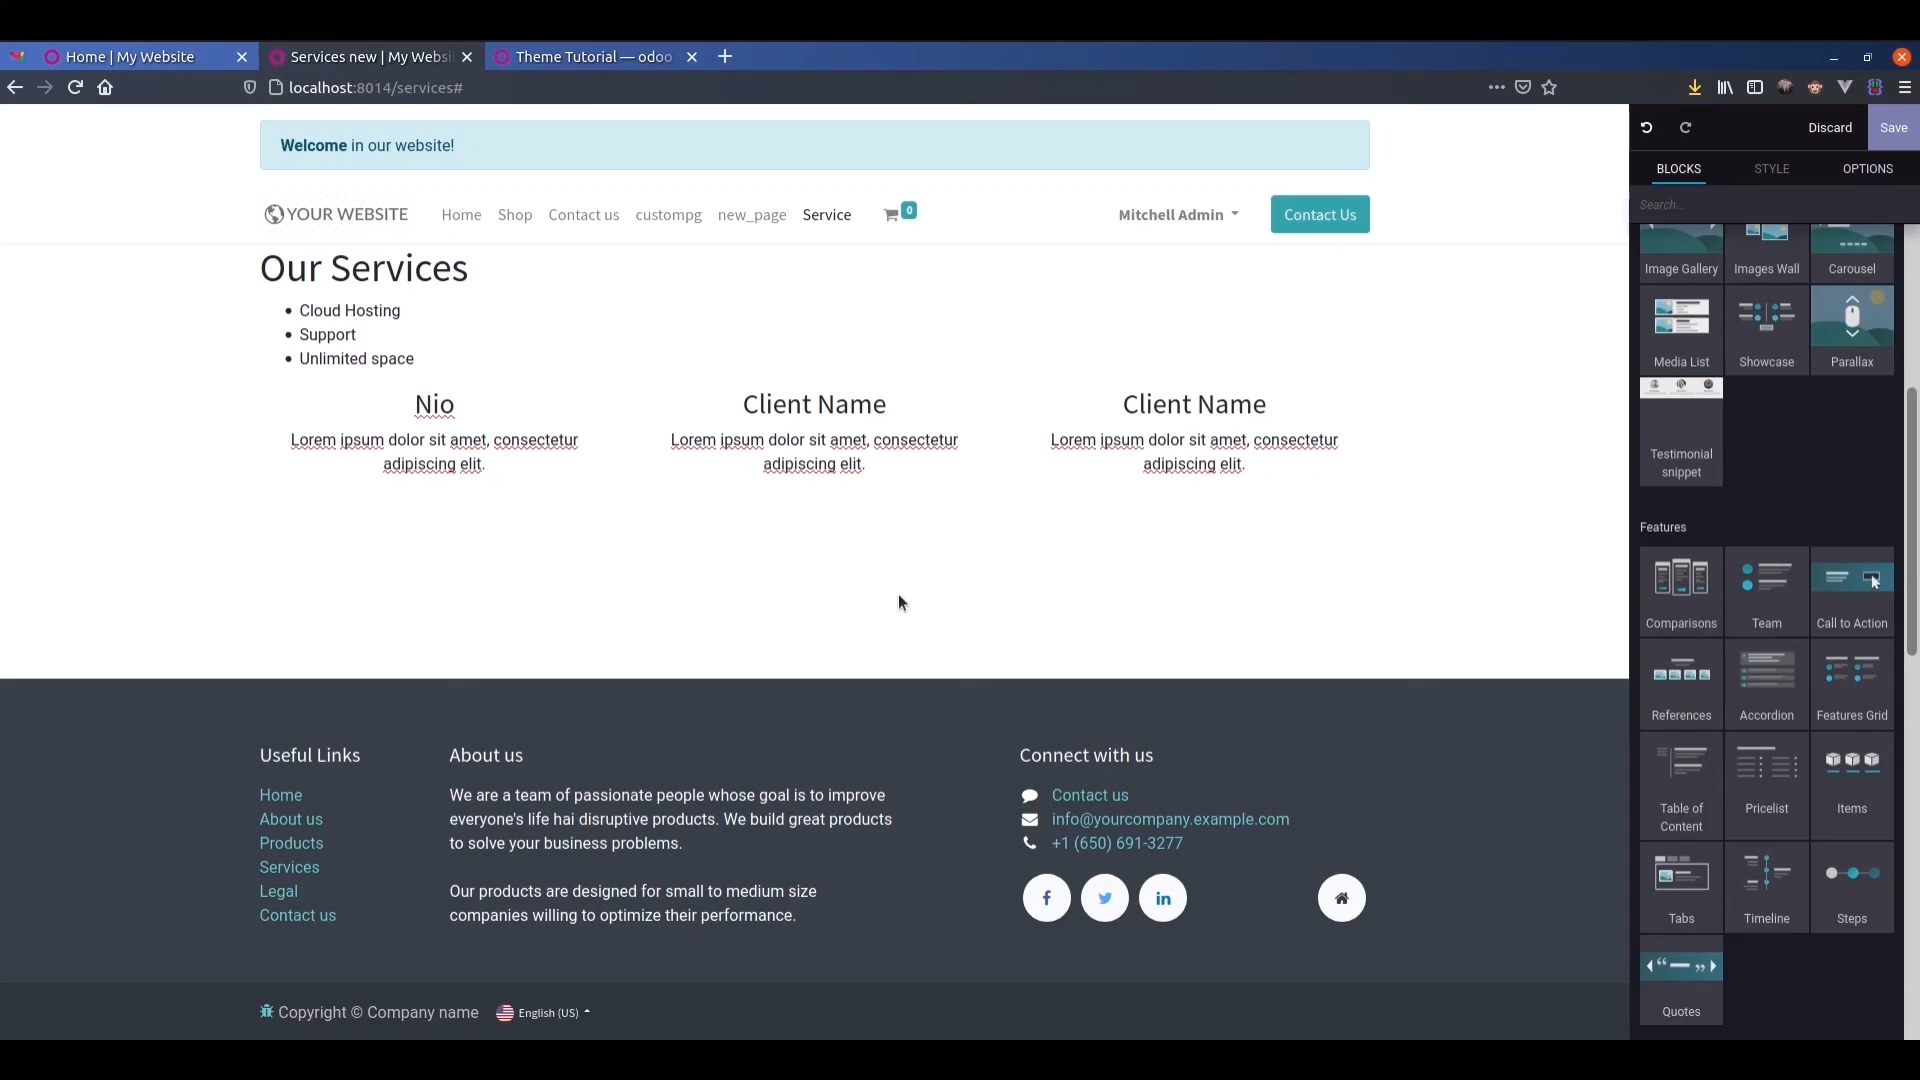 Home | My Website
Services new | My Websi
Theme Tutorial — odoo
localhost:8014/services#
Welcome in our website!
YOUR WEBSITE
Home
Shop
Contact us
custompg
new_page
Service
0
Mitchell Admin
Contact Us
Our Services
Cloud Hosting
Support
Unlimited space
Nio
Lorem ipsum dolor sit amet, consectetur
adipiscing elit.
Client Name
Lorem ipsum dolor sit amet, consectetur
adipiscing elit.
Client Name
Lorem ipsum dolor sit amet, consectetur
adipiscing elit.
Useful Links
Home
About us
Products
Services
Legal
Contact us
About us
We are a team of passionate people whose goal is to improve
everyone's life hai disruptive products. We build great products
to solve your business problems.
Our products are designed for small to medium size
companies willing to optimize their performance.
Connect with us
Contact us
info@yourcompany.example.com
+1 (650) 691-3277
Copyright © Company name
English (US)
Discard
Save
BLOCKS
STYLE
OPTIONS
Search...
Image Gallery
Images Wall
Carousel
Media List
Showcase
Parallax
Testimonial
snippet
Features
Comparisons
Team
Call to Action
References
Accordion
Features Grid
Table of
Content
Pricelist
Items
Tabs
Timeline
Steps
Quotes